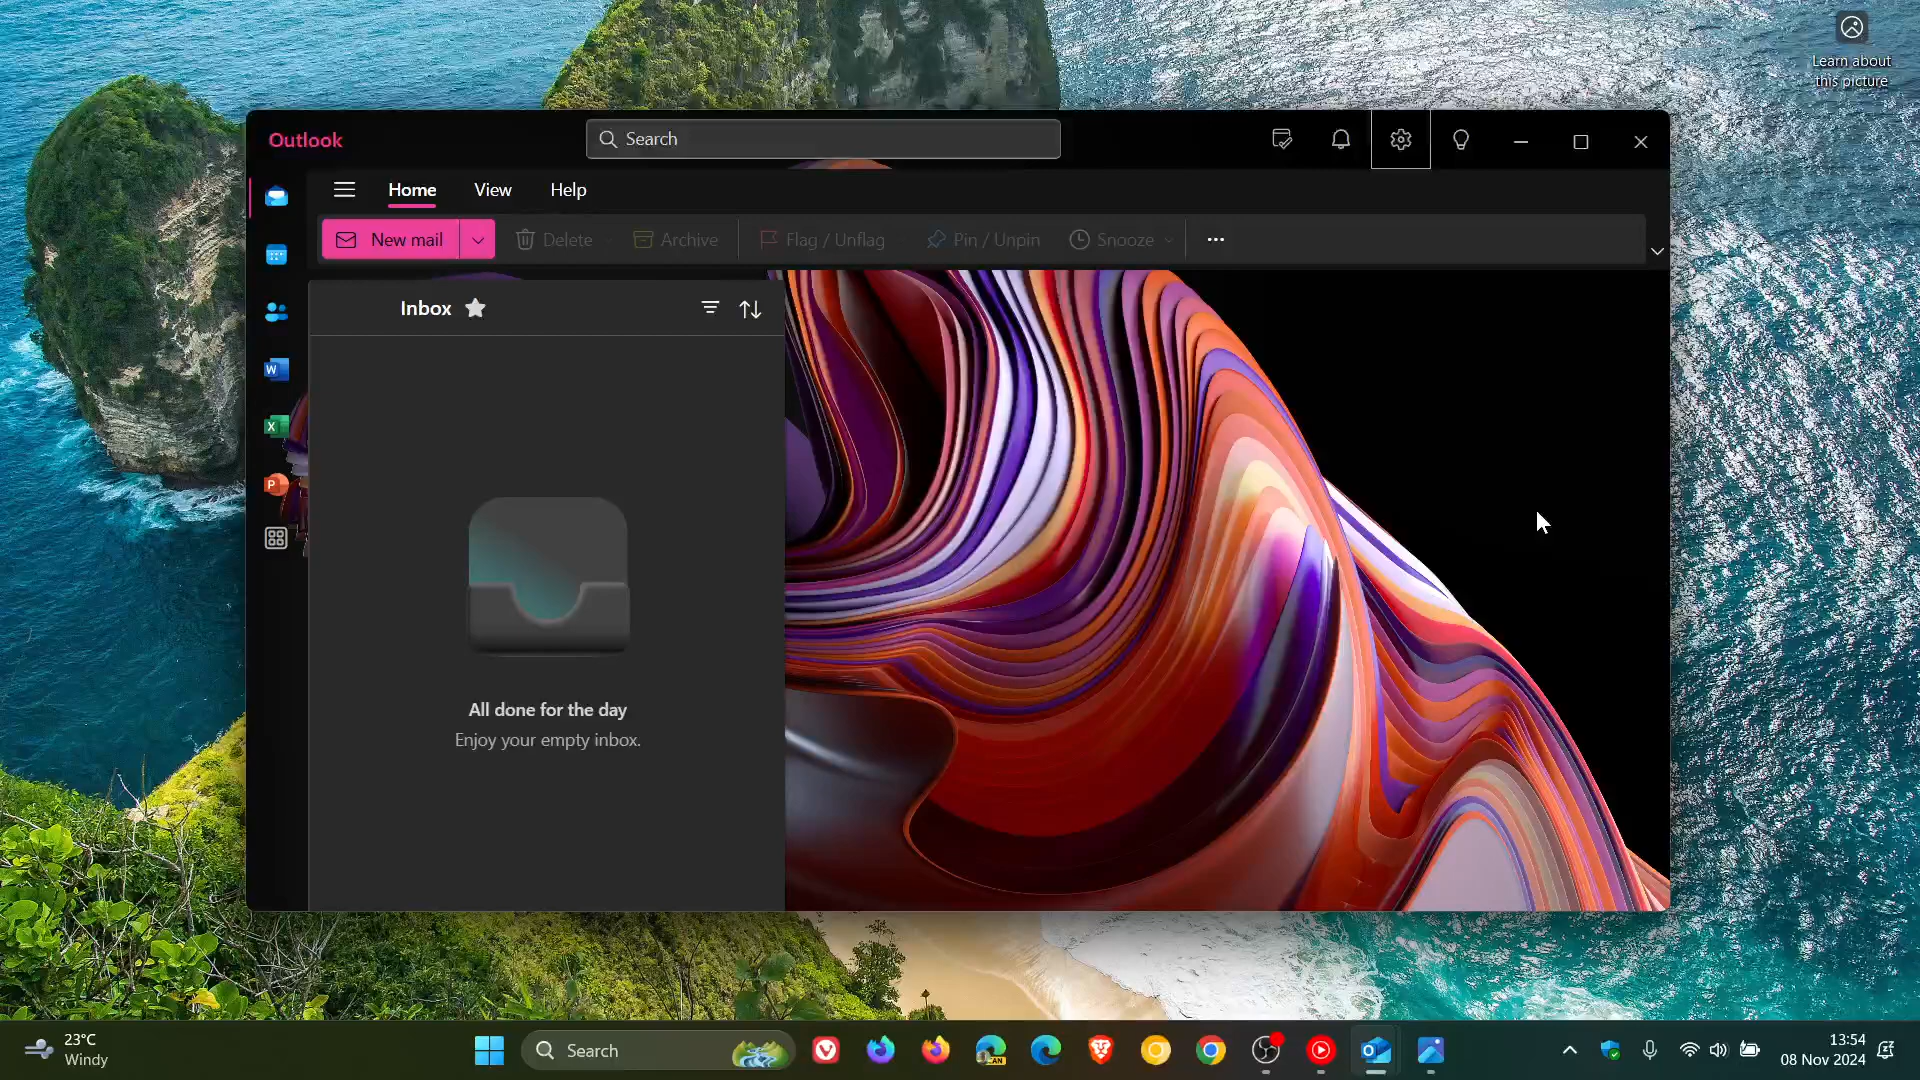 Learn about
this picture
Outlook
Search
Home
View
Help
New mail
Delete
Archive
Flag / Unflag
Pin / Unpin
Snooze
Inbox
W
X
P
All done for the day
Enjoy your empty inbox.
23°C
Windy
Search
CAN
13:54
08 Nov 2024